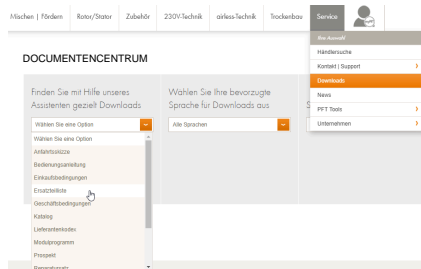 Mischen | Fördern Rotor/Stator Zubehör 230V-Technik airless-Technik Trockenbau Service
Ihre Auswahl
Händlersuche
Kontakt | Support
Downloads
News
PFT Tools
Unternehmen
DOCUMENTENCENTRUM
Finden Sie mit Hilfe unseres
Assistenten gezielt Downloads
Wählen Sie eine Option
Wählen Sie eine Option
Anfahrtsskizze
Bedienungsanleitung
Einkaufsbedingungen
Ersatzteilliste
Geschäftsbedingungen
Katalog
Lieferantenkodex
Modulprogramm
Prospekt
Wählen Sie Ihre bevorzugte
Sprache für Downloads aus
Alle Sprachen
S